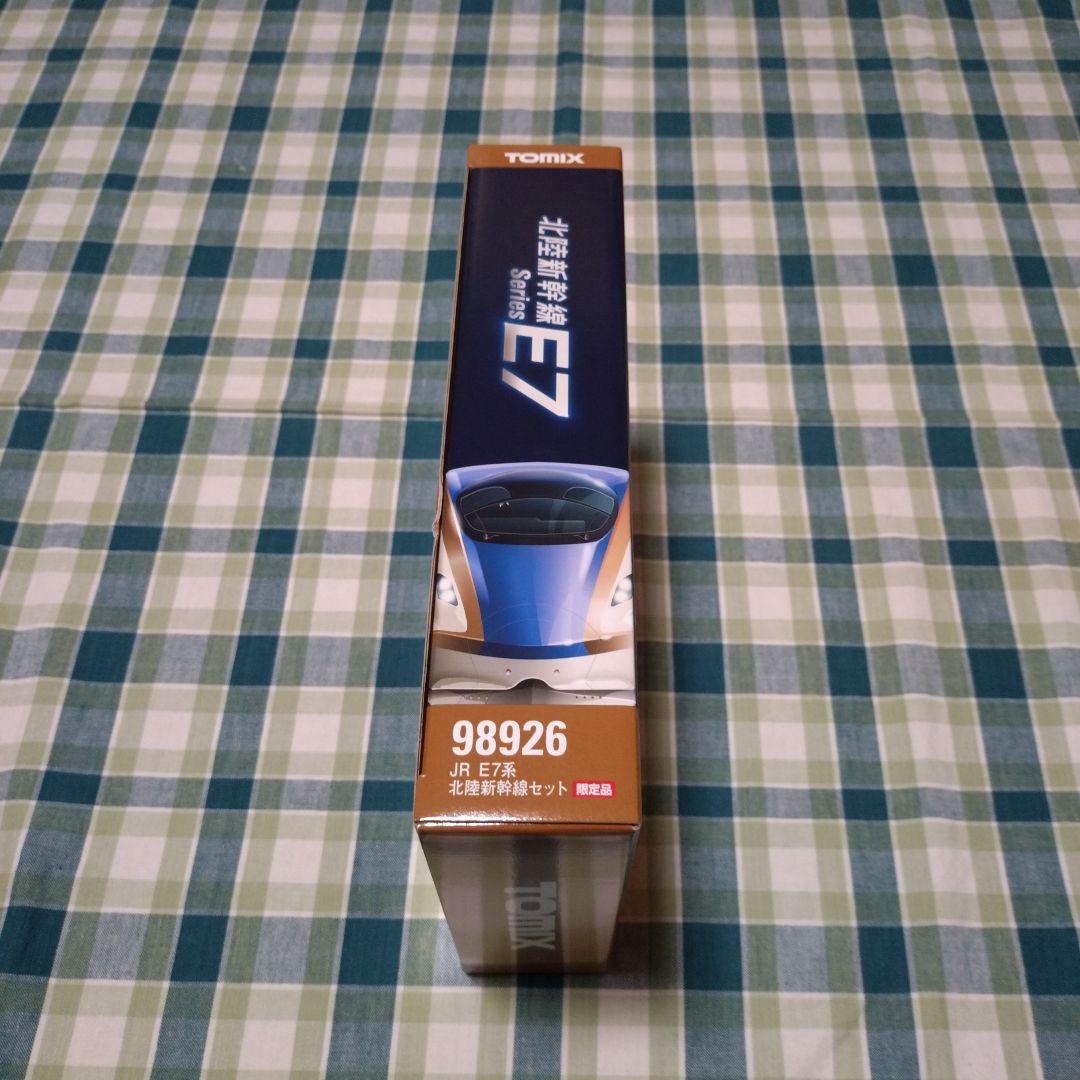 TOMIX
北陸新幹線
Series
E7
98926
JR E7系
北陸新幹線セット 限定品
TOMIX